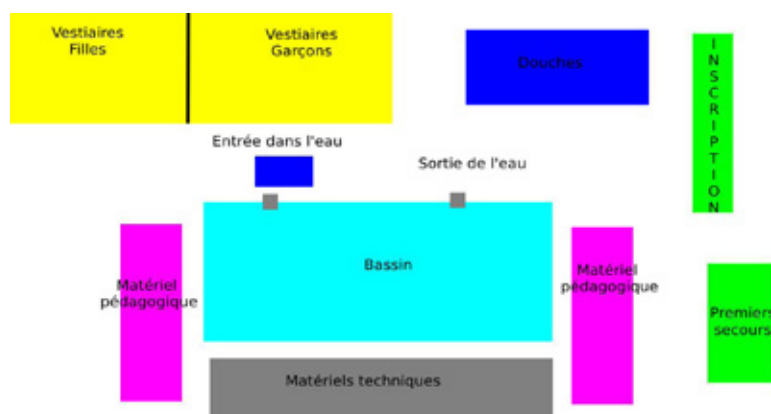 Vestiaires
Filles
Vestiaires
Garçons
Douches
INSCRIPTION
Entrée dans l'eau
Sortie de l'eau
Bassin
Matériel
pédagogique
Matériel
pédagogique
Premiers
secours
Matériels techniques